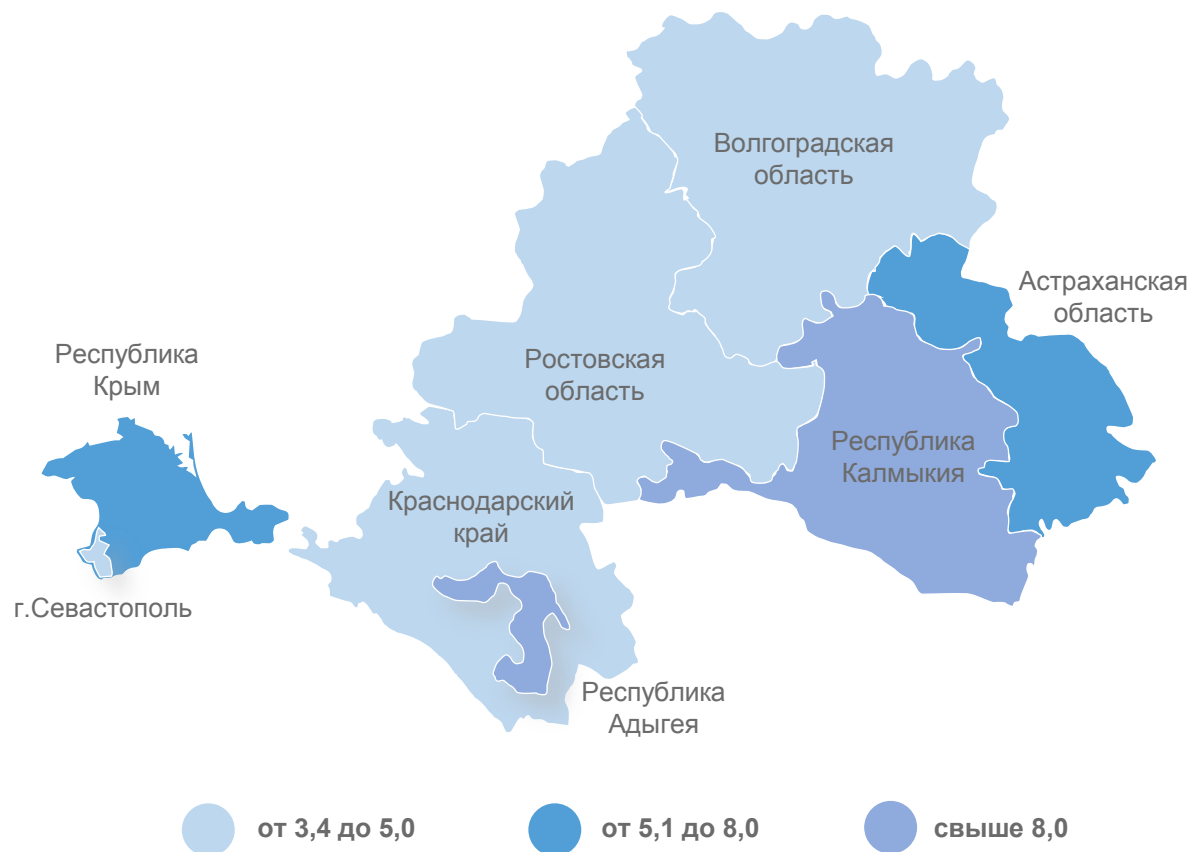 Волгоградская
область
Астраханская
область
Республика
Крым
Ростовская
область
Республика
Калмыкия
Краснодарский
край
г.Севастополь
Республика
Адыгея
от 3,4 до 5,0
от 5,1 до 8,0
свыше 8,0